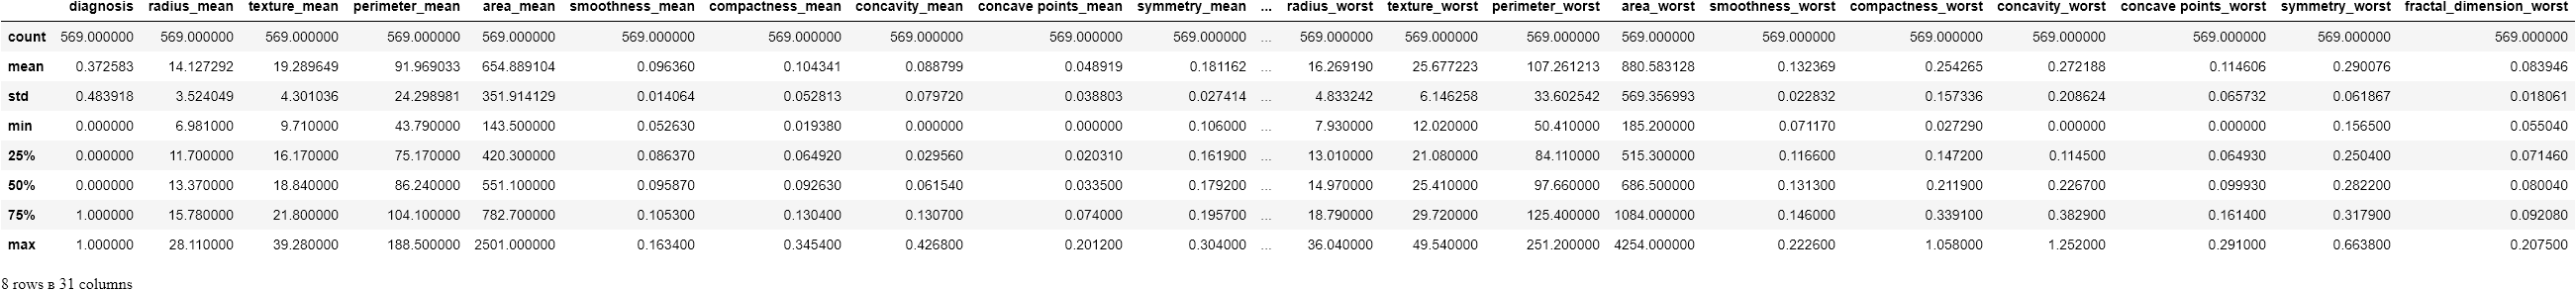 diagnosis radius_mean texture_mean perimeter_mean area_mean smoothness_mean compactness_mean concavity_mean concave points_mean symmetry_mean ... radius_worst texture_worst perimeter_worst area_worst smoothness_worst compactness_worst concavity_worst concave points_worst symmetry_worst fractal_dimension_worst
count 569.000000 569.000000 569.000000 569.000000 569.000000 569.000000 569.000000 569.000000 569.000000 569.000000 ... 569.000000 569.000000 569.000000 569.000000 569.000000 569.000000 569.000000 569.000000 569.000000 569.000000
mean 0.372583 14.127292 19.289649 91.969033 654.889104 0.096360 0.104341 0.088799 0.048919 0.181162 ... 16.269190 25.677223 107.261213 880.583128 0.132369 0.254265 0.272188 0.114606 0.290076 0.083946
std 0.483918 3.524049 4.301036 24.298981 351.914129 0.014064 0.052813 0.079720 0.038803 0.027414 ... 4.833242 6.146258 33.602542 569.356993 0.022832 0.157336 0.208624 0.065732 0.061867 0.018061
min 0.000000 6.981000 9.710000 43.790000 143.500000 0.052630 0.019380 0.000000 0.000000 0.106000 ... 7.930000 12.020000 50.410000 185.200000 0.071170 0.027290 0.000000 0.000000 0.156500 0.055040
25% 0.000000 11.700000 16.170000 75.170000 420.300000 0.086370 0.064920 0.029560 0.020310 0.161900 ... 13.010000 21.080000 84.110000 515.300000 0.116600 0.147200 0.114500 0.064930 0.250400 0.071460
50% 0.000000 13.370000 18.840000 86.240000 551.100000 0.095870 0.092630 0.061540 0.033500 0.179200 ... 14.970000 25.410000 97.660000 686.500000 0.131300 0.211900 0.226700 0.099930 0.282200 0.080040
75% 1.000000 15.780000 21.800000 104.100000 782.700000 0.105300 0.130400 0.130700 0.074000 0.195700 ... 18.790000 29.720000 125.400000 1084.000000 0.146000 0.339100 0.382900 0.161400 0.317900 0.092080
max 1.000000 28.110000 39.280000 188.500000 2501.000000 0.163400 0.345400 0.426800 0.201200 0.304000 ... 36.040000 49.540000 251.200000 4254.000000 0.222600 1.058000 1.252000 0.291000 0.663800 0.207500
8 rows в 31 columns